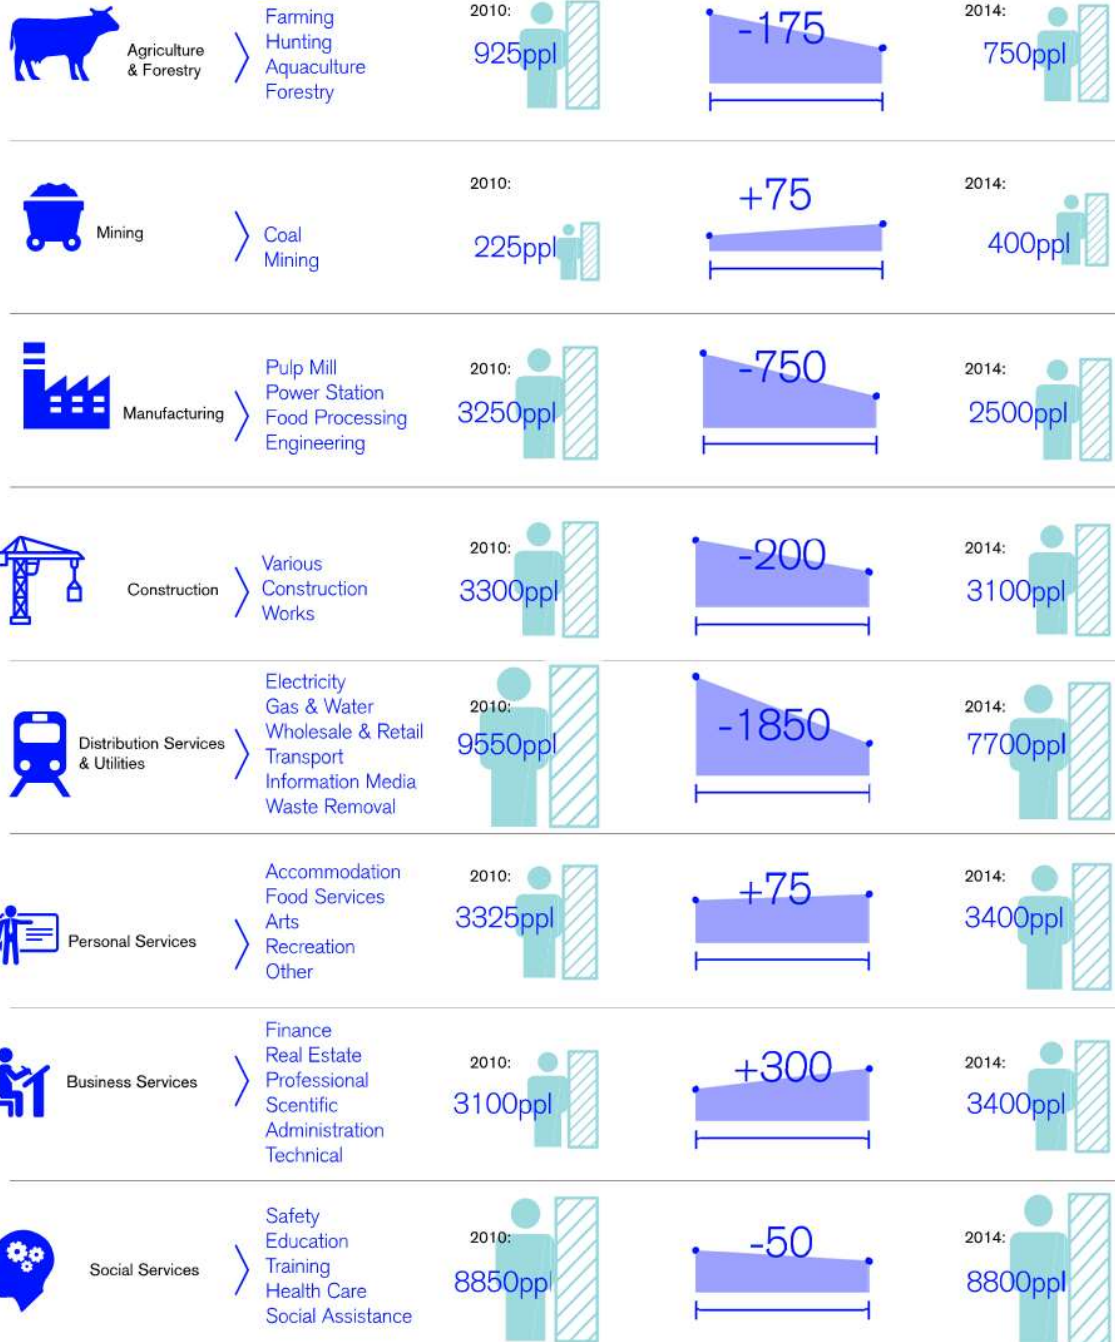 Agriculture
& Forestry
Farming
Hunting
Aquaculture
Forestry
2010:
925ppl
-175
2014:
750ppl
Mining
Coal
Mining
2010:
225ppl
+75
2014:
400ppl
Manufacturing
Pulp Mill
Power Station
Food Processing
Engineering
2010:
3250ppl
-750
2014:
2500ppl
Construction
Various
Construction
Works
2010:
3300ppl
-200
2014:
3100ppl
Distribution Services
& Utilities
Electricity
Gas & Water
Wholesale & Retail
Transport
Information Media
Waste Removal
2010:
9550ppl
-1850
2014:
7700ppl
Personal Services
Accommodation
Food Services
Arts
Recreation
Other
2010:
3325ppl
+75
2014:
3400ppl
Business Services
Finance
Real Estate
Professional
Scentific
Administration
Technical
2010:
3100ppl
+300
2014:
3400ppl
Social Services
Safety
Education
Training
Health Care
Social Assistance
2010:
8850ppl
-50
2014:
8800ppl